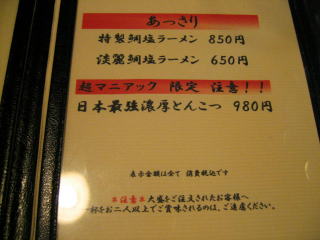 あっさり
特製鯛塩ラーメン 850円
淡麗鯛塩ラーメン 650円
超マニアック 限定 注意!!
日本最強濃厚とんこつ 980円
表示金額は全て 消費税込です
※注意※大盛をご注文されたお客様へ
一杯をお二人以上でご賞味されるのは、ご遠慮ください。